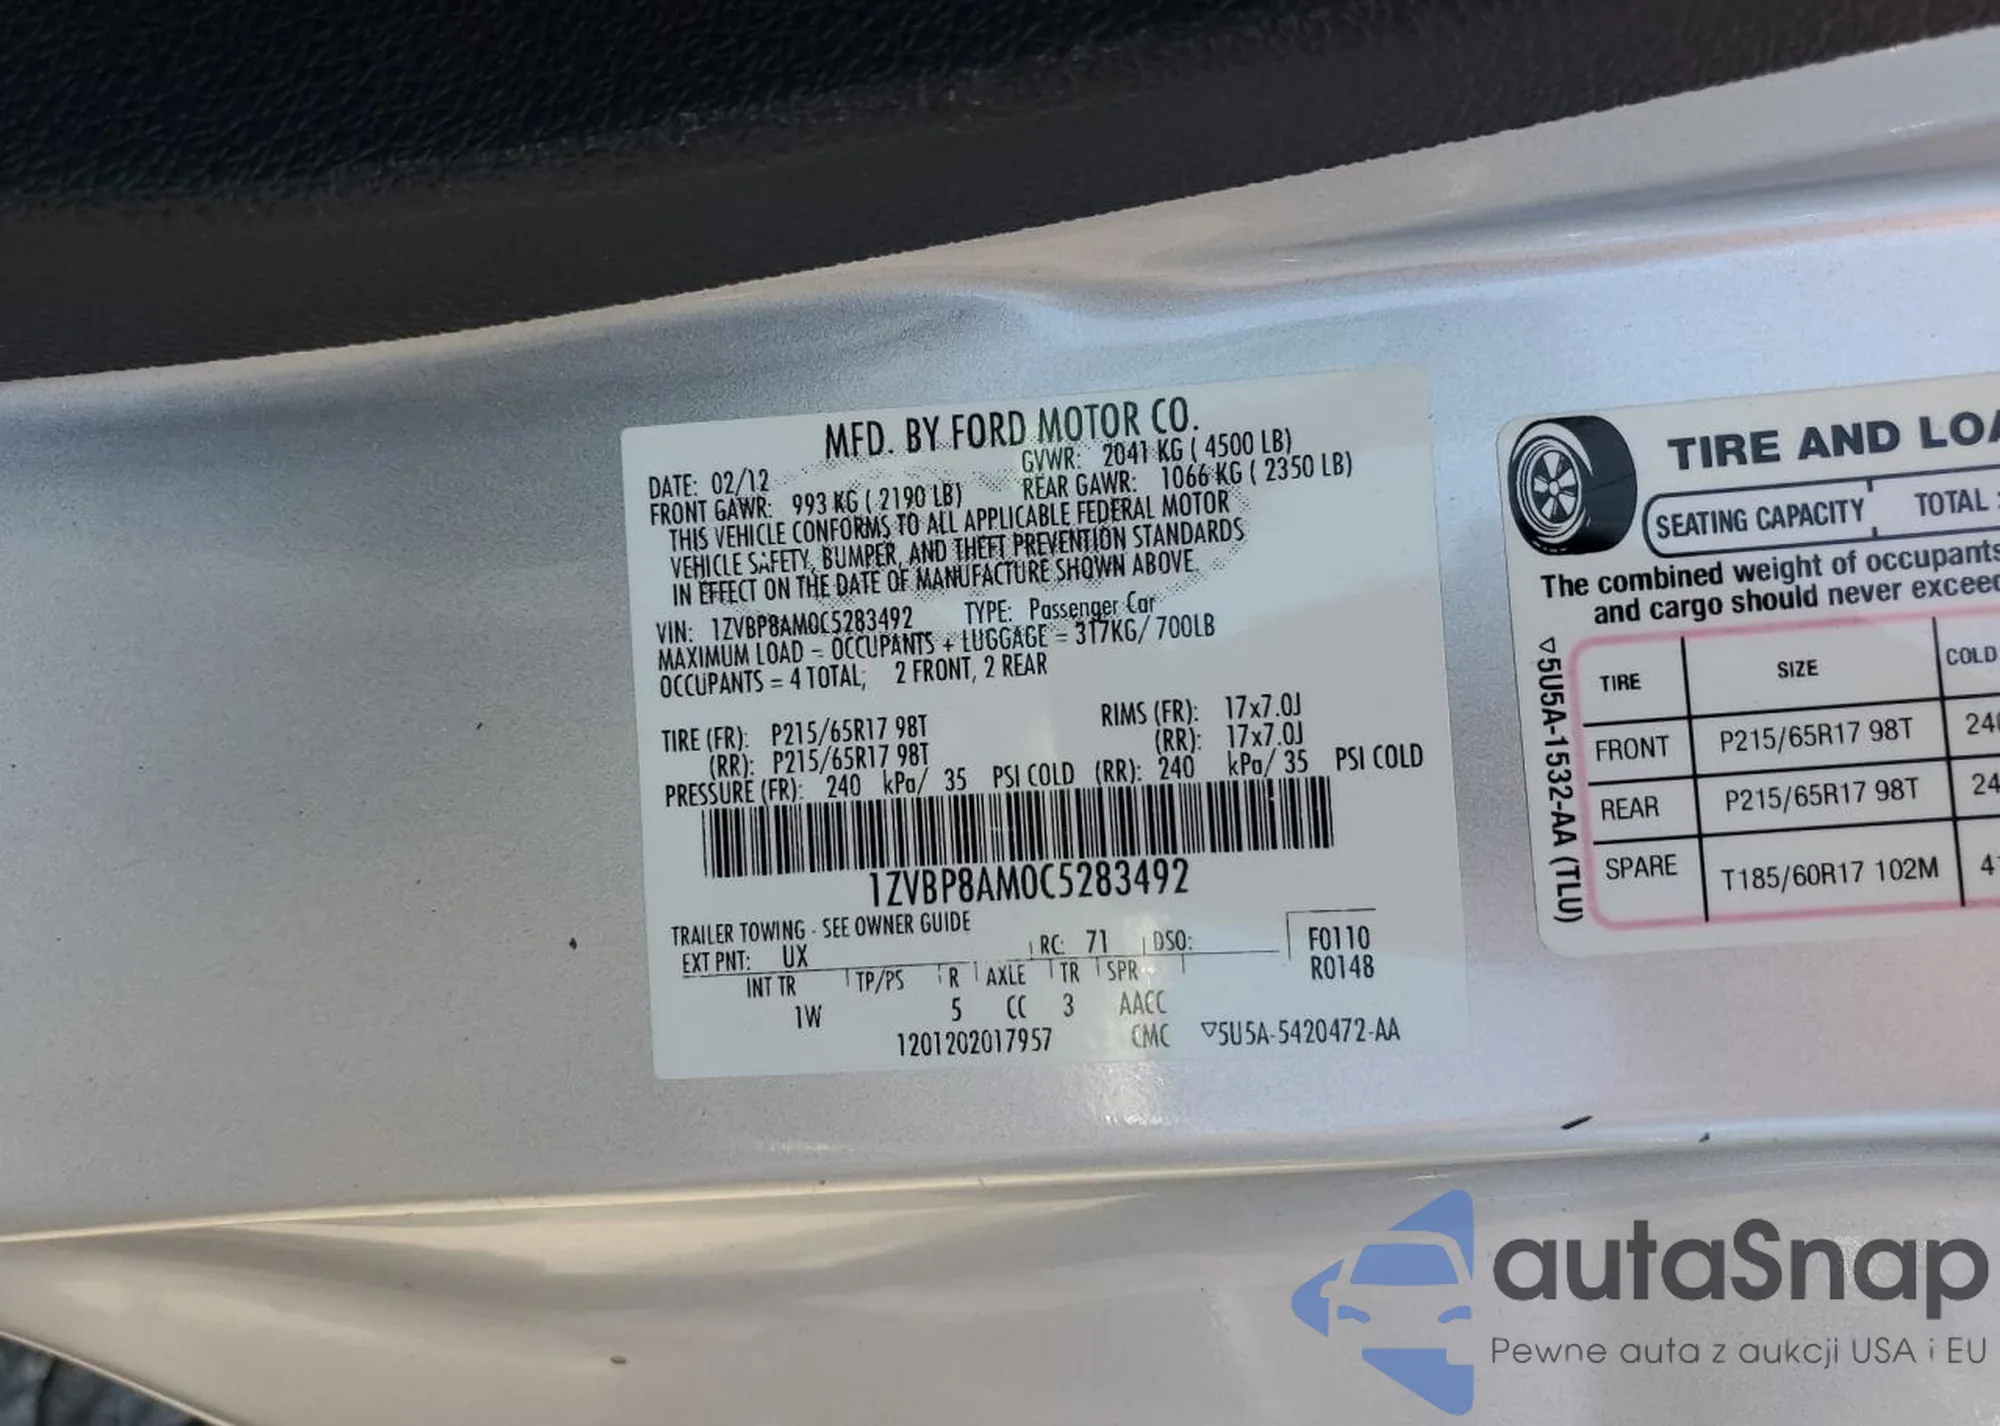 MFD. BY FORD MOTOR CO.
DATE: 02/12 GVWR: 2041 KG ( 4500 LB)
FRONT GAWR: 993 KG ( 2190 LB) REAR GAWR: 1066 KG ( 2350 LB)
THIS VEHICLE CONFORMS TO ALL APPLICABLE FEDERAL MOTOR
VEHICLE SAFETY, BUMPER, AND THEFT PREVENTION STANDARDS
IN EFFECT ON THE DATE OF MANUFACTURE SHOWN ABOVE.
VIN: 1ZVBP8AM0C5283492 TYPE: Passenger Car
MAXIMUM LOAD = OCCUPANTS + LUGGAGE = 317KG/ 700LB
OCCUPANTS = 4 TOTAL; 2 FRONT, 2 REAR
TIRE (FR): P215/65R17 98T RIMS (FR): 17x7.0J
(RR): P215/65R17 98T (RR): 17x7.0J
PRESSURE (FR): 240 kPa/ 35 PSI COLD (RR): 240 kPa/ 35 PSI COLD
1ZVBP8AM0C5283492
TRAILER TOWING - SEE OWNER GUIDE
EXT PNT: UX RC: 71 DSO: F0110
INT TR TP/PS R AXLE TR SPR R0148
1W 5 CC 3 AACC
1201202017957 CMC ▽5U5A-5420472-AA
TIRE AND LOA
SEATING CAPACITY TOTAL
The combined weight of occupants
and cargo should never exceed
▽5U5A-1532-AA (TLU)
TIRE SIZE COLD
FRONT P215/65R17 98T 240
REAR P215/65R17 98T 24
SPARE T185/60R17 102M 4
autaSnap
Pewne auta z aukcji USA i EU